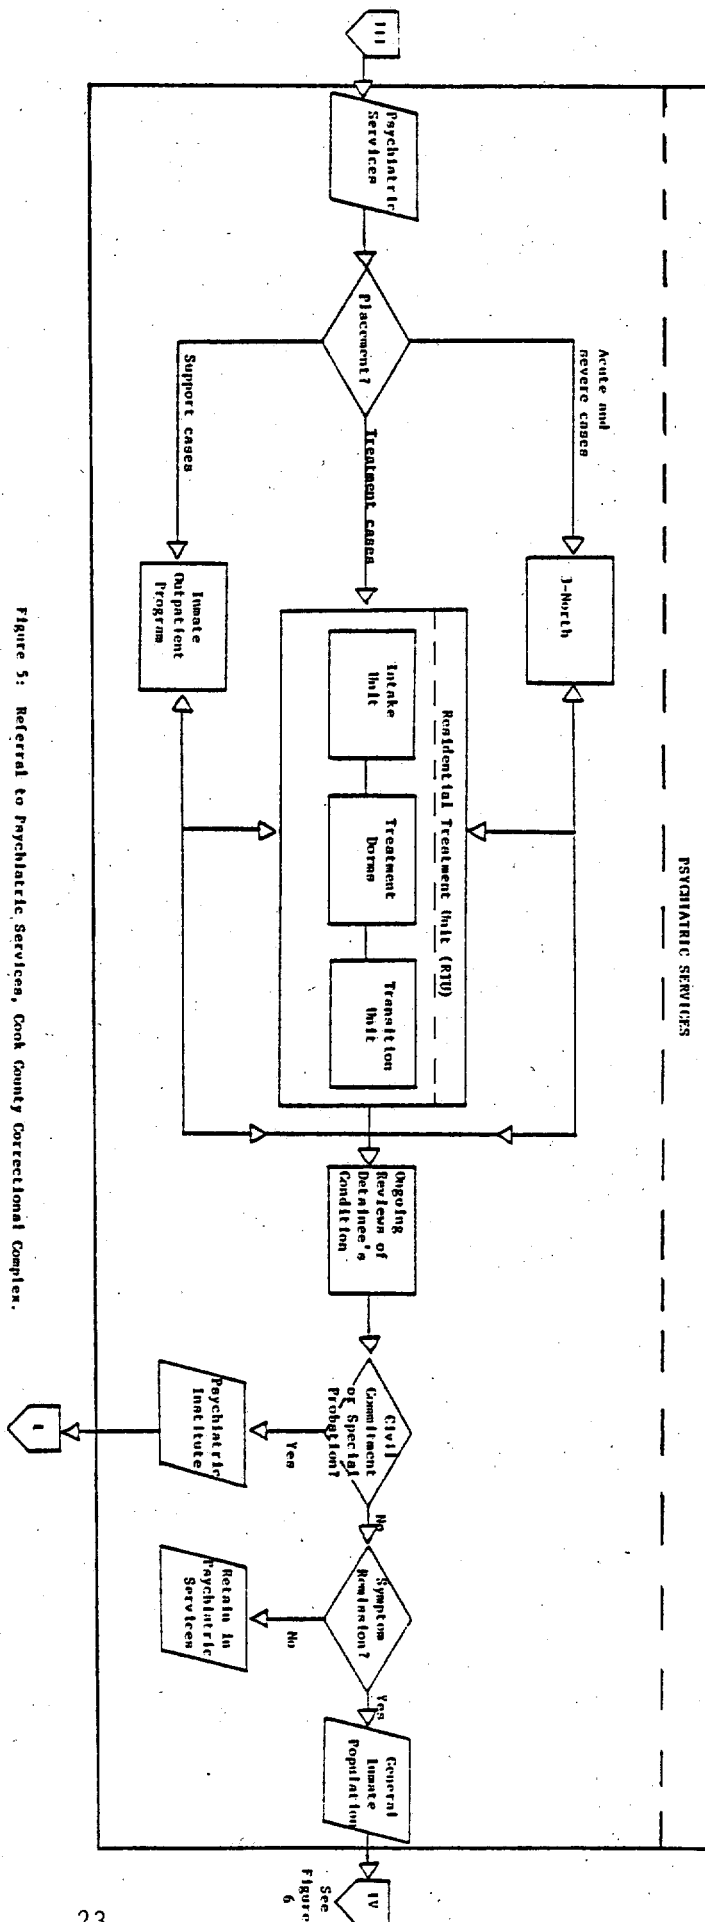 PSYCHIATRIC SERVICES
III
Psychiatric
Services
Placement?
Acute and
severe cases
Treatment cases
Support cases
3-North
Residential Treatment Unit (RTU)
Intake
Unit
Treatment
Dorms
Transition
Unit
Inmate
Outpatient
Program
Ongoing
Reviews of
Detainee's
Condition
Civil
Commitment
or Special
Probation?
Yes
Psychiatric
Institute
No
Symptom
Remission?
No
Retain in
Psychiatric
Services
Yes
General
Inmate
Population
IV
See
Figure
6
Figure 5: Referral to Psychiatric Services, Cook County Correctional Complex.
23